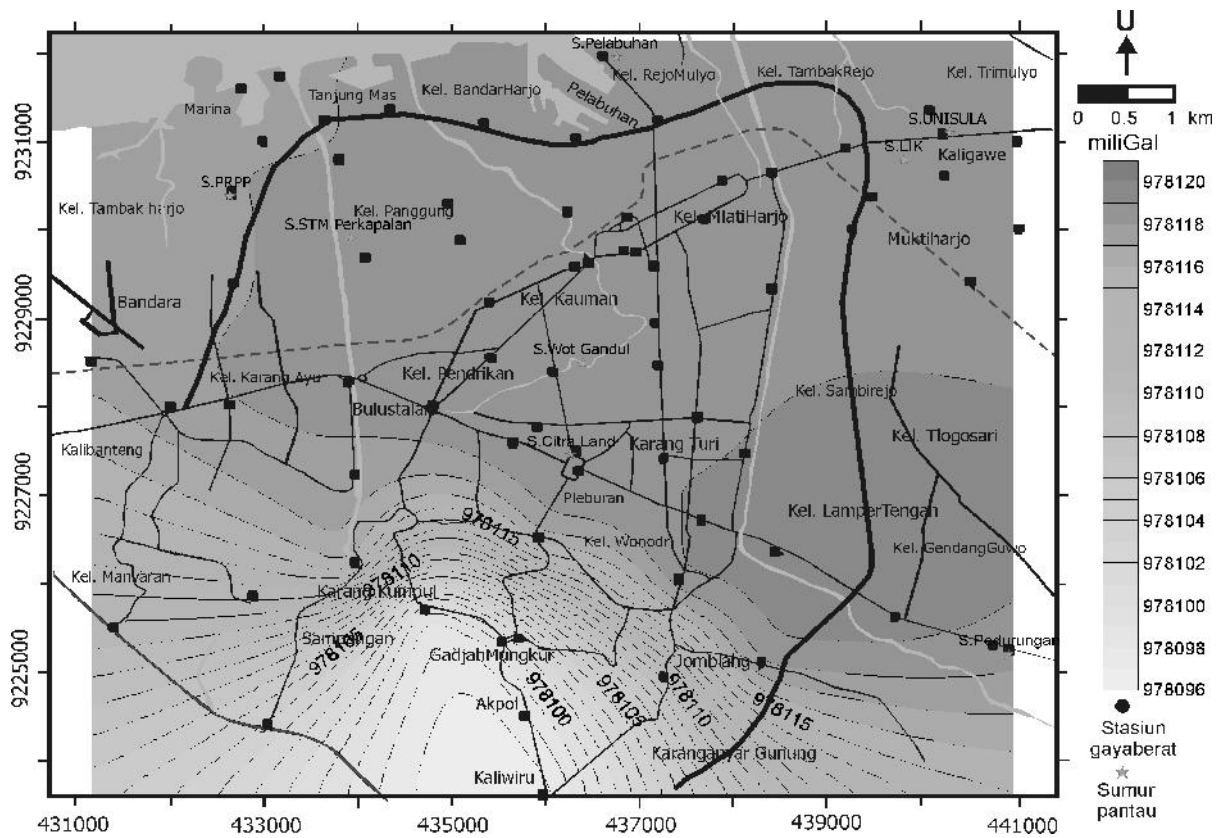 S.Pelabuhan
Kel. RejoMulyo
Kel. TambakRejo
Kel. Trimulyo
Marina
Tanjung Mas
Kel. BandarHarjo
Pelabuhan
S.UNISULA
S.LIK
Kaligawe
S.PRPP
Kel. Tambak harjo
Kel. Panggung
S.STM Perkapalan
Kel. MlatiHarjo
Muktiharjo
Bandara
Kel. Kauman
S.Wot Gandul
Kel. Karang Ayu
Kel. Pendrikan
Kel. Sambirejo
Bulustalan
Kalibanteng
S.Citra Land
Karang Turi
Kel. Tlogosari
Pleburan
Kel. LamperTengah
978115
Kel. Wonodri
Kel. GendangGuwo
Kel. Manyaran
978110
Karang Kumpul
Sampangan
978105
S.Pedurungan
GadjahMungkur
Jomblang
Akpol
978100
978105
978110
978115
Karanganyar Gunung
Kaliwiru
9231000
9229000
9227000
9225000
431000
433000
435000
437000
439000
441000
U
0 0.5 1 km
miliGal
978120
978118
978116
978114
978112
978110
978108
978106
978104
978102
978100
978098
978096
Stasiun
gayaberat
Sumur
pantau